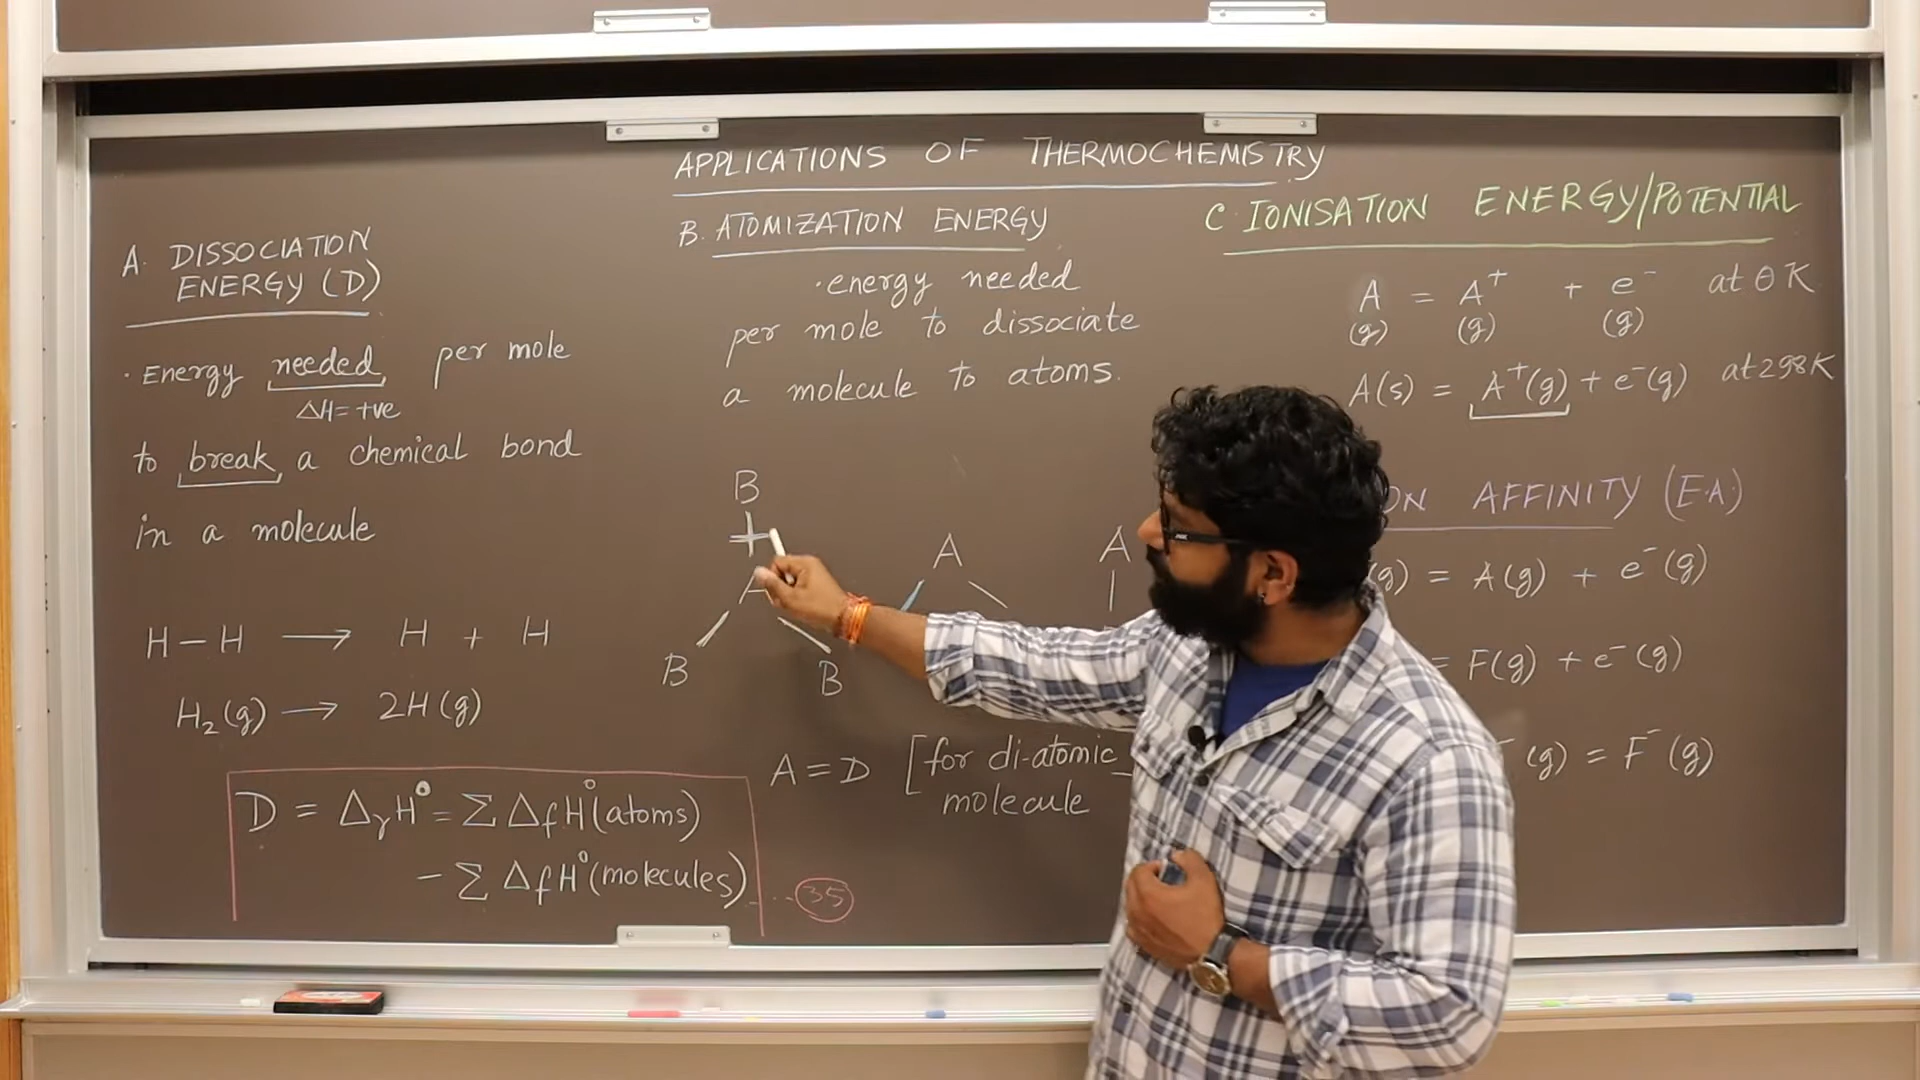 APPLICATIONS OF THERMOCHEMISTRY
A. DISSOCIATION
ENERGY (D)
· Energy needed per mole
ΔH = +ve
to break a chemical bond
in a molecule
H – H ⟶ H + H
H₂(g) ⟶ 2H(g)
D = ΔᵣH° = Σ ΔfH°(atoms)
– Σ ΔfH°(molecules) ... 35
B. ATOMIZATION ENERGY
· energy needed
per mole to dissociate
a molecule to atoms.
B
A
B B
A
A
A = D [for di-atomic
molecule
C. IONISATION ENERGY/POTENTIAL
A = A⁺ + e⁻ at 0 K
(g) (g) (g)
A(s) = A⁺(g) + e⁻(g) at 298K
AFFINITY (E.A.)
(g) = A(g) + e⁻(g)
= F(g) + e⁻(g)
(g) = F⁻(g)